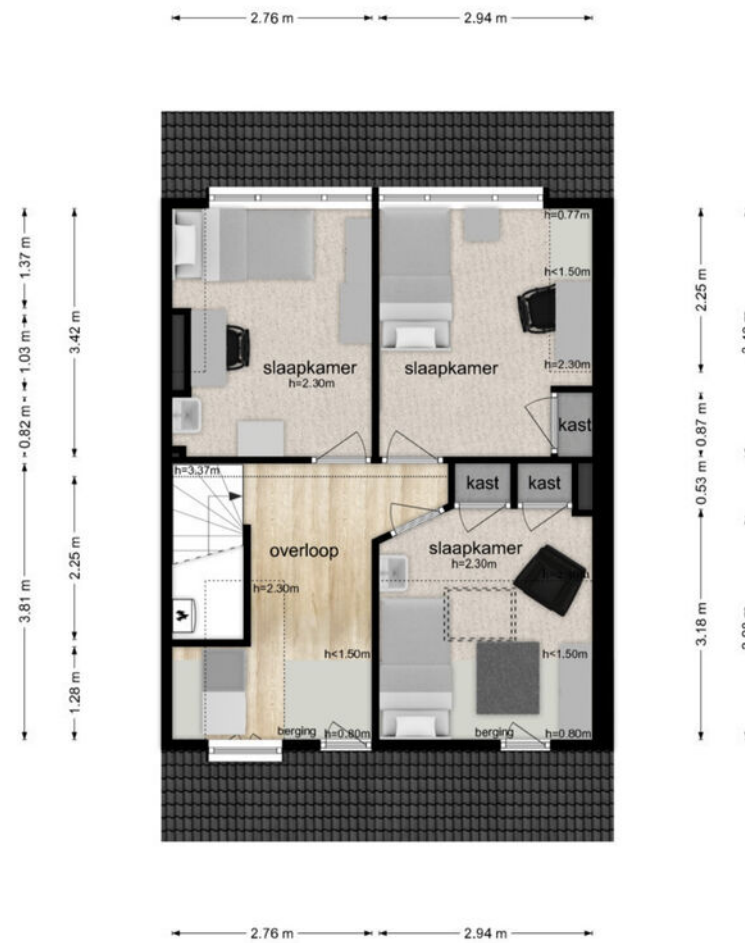 2.76 m
2.94 m
h=0.77m
1.37 m
h<1.50m
2.25 m
3.42 m
1.03 m
slaapkamer
h=2.30m
slaapkamer
h=2.30m
0.82 m
kast
0.87 m
h=3.37m
kast
kast
0.53 m
overloop
slaapkamer
h=2.30m
2.25 m
h=2.30m
3.81 m
3.18 m
h<1.50m
h<1.50m
1.28 m
berging
h=0.80m
berging
h=0.80m
2.76 m
2.94 m